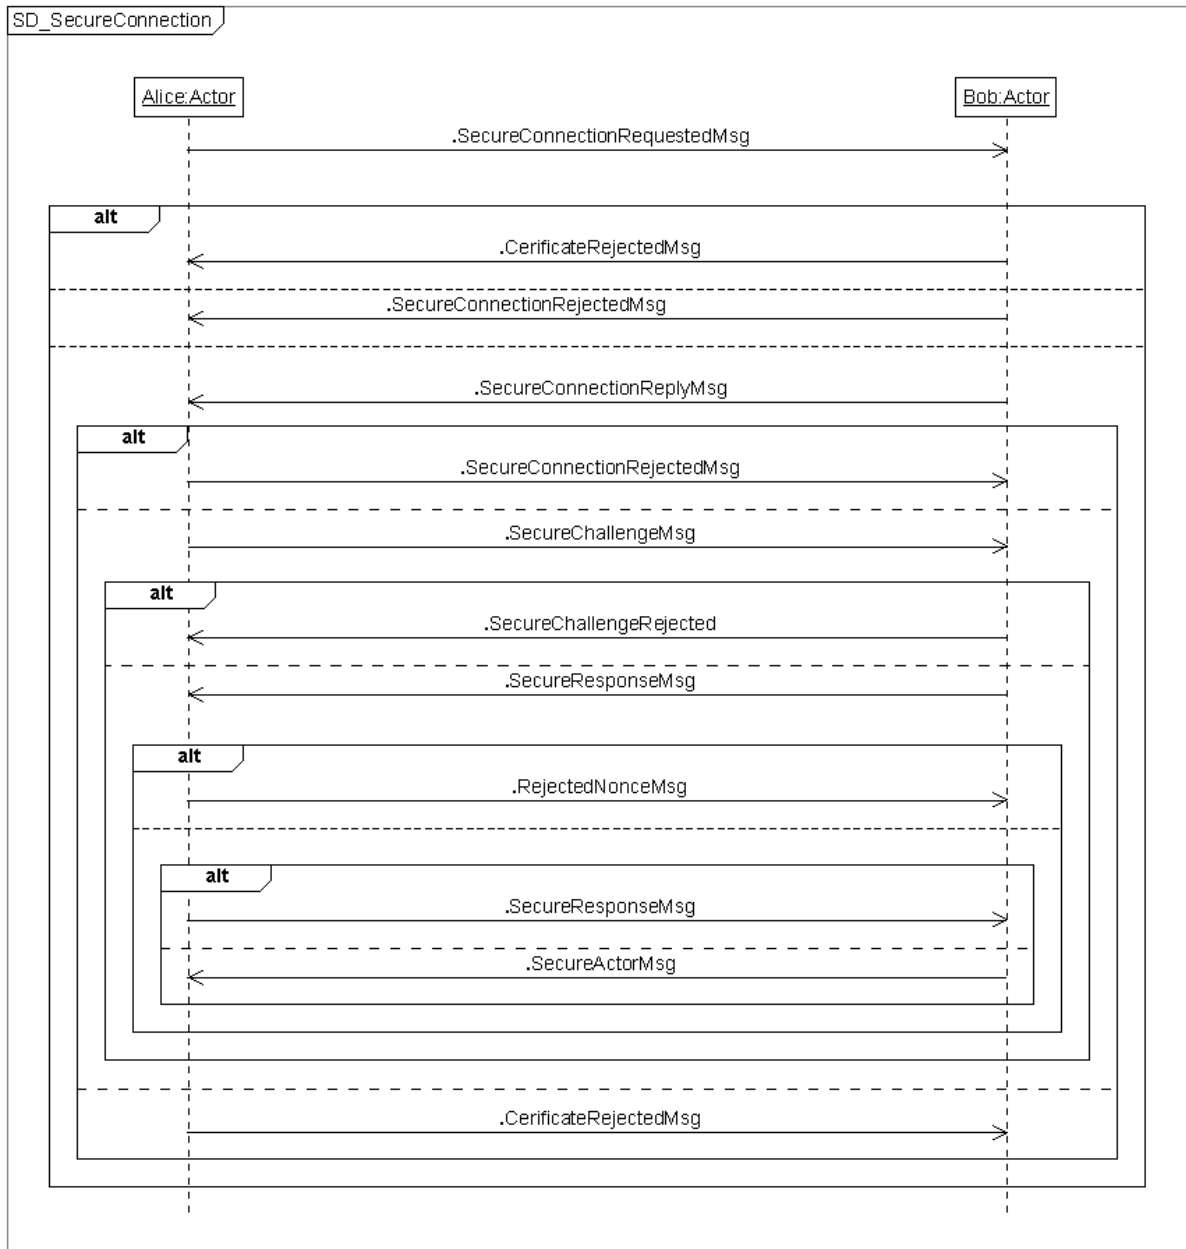 SD_SecureConnection
Alice:Actor
Bob:Actor
.SecureConnectionRequestedMsg
alt
.CerificateRejectedMsg
.SecureConnectionRejectedMsg
.SecureConnectionReplyMsg
alt
.SecureConnectionRejectedMsg
.SecureChallengeMsg
alt
.SecureChallengeRejected
.SecureResponseMsg
alt
.RejectedNonceMsg
alt
.SecureResponseMsg
.SecureActorMsg
.CerificateRejectedMsg